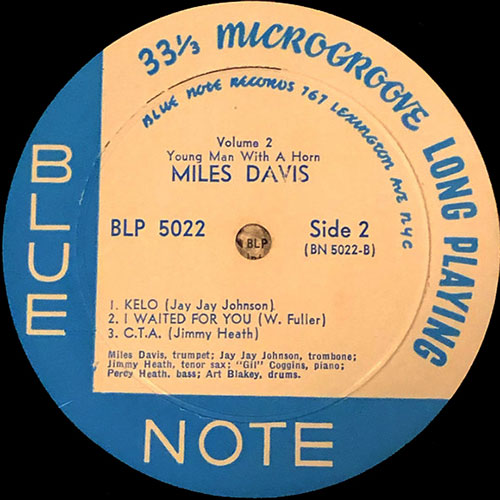 33⅓ MICROGROOVE LONG PLAYING
BLUE NOTE RECORDS 767 LEXINGTON AVE N.Y.C
BLUE
Volume 2
Young Man With A Horn
MILES DAVIS
BLP 5022
Side 2
(BN 5022-B)
BLP
1. KELO (Jay Jay Johnson)
2. I WAITED FOR YOU (W. Fuller)
3. C.T.A. (Jimmy Heath)
Miles Davis, trumpet; Jay Jay Johnson, trombone;
Jimmy Heath, tenor sax; "Gil" Coggins, piano;
Percy Heath, bass; Art Blakey, drums.
NOTE